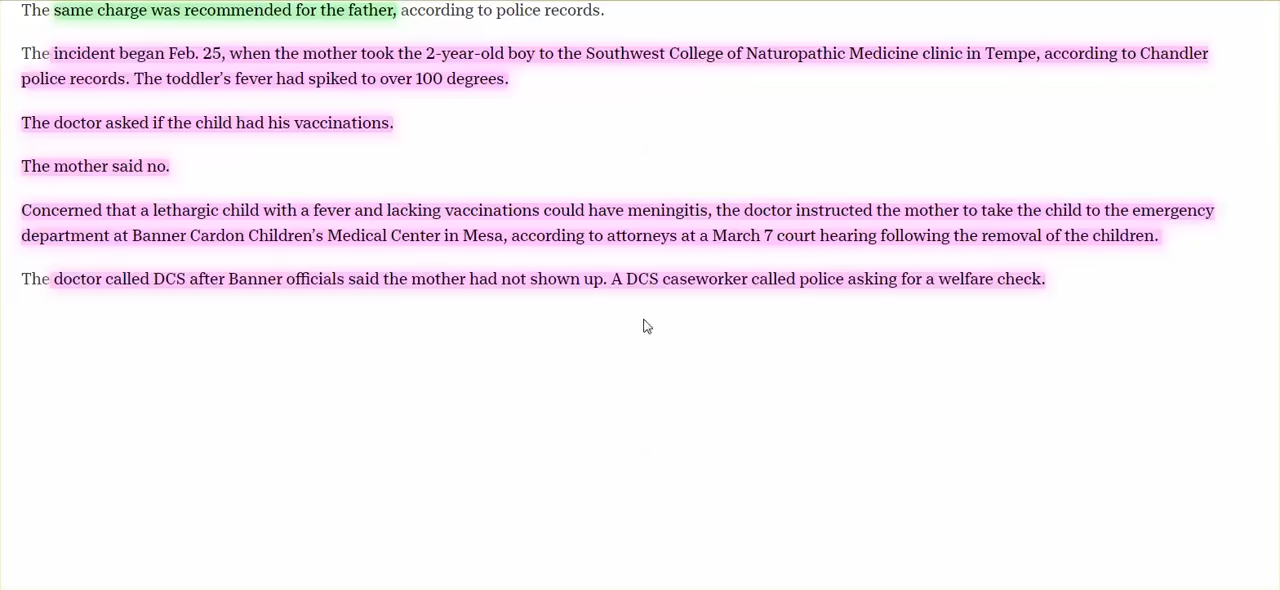 The same charge was recommended for the father, according to police records.
The incident began Feb. 25, when the mother took the 2-year-old boy to the Southwest College of Naturopathic Medicine clinic in Tempe, according to Chandler
police records. The toddler’s fever had spiked to over 100 degrees.
The doctor asked if the child had his vaccinations.
The mother said no.
Concerned that a lethargic child with a fever and lacking vaccinations could have meningitis, the doctor instructed the mother to take the child to the emergency
department at Banner Cardon Children’s Medical Center in Mesa, according to attorneys at a March 7 court hearing following the removal of the children.
The doctor called DCS after Banner officials said the mother had not shown up. A DCS caseworker called police asking for a welfare check.